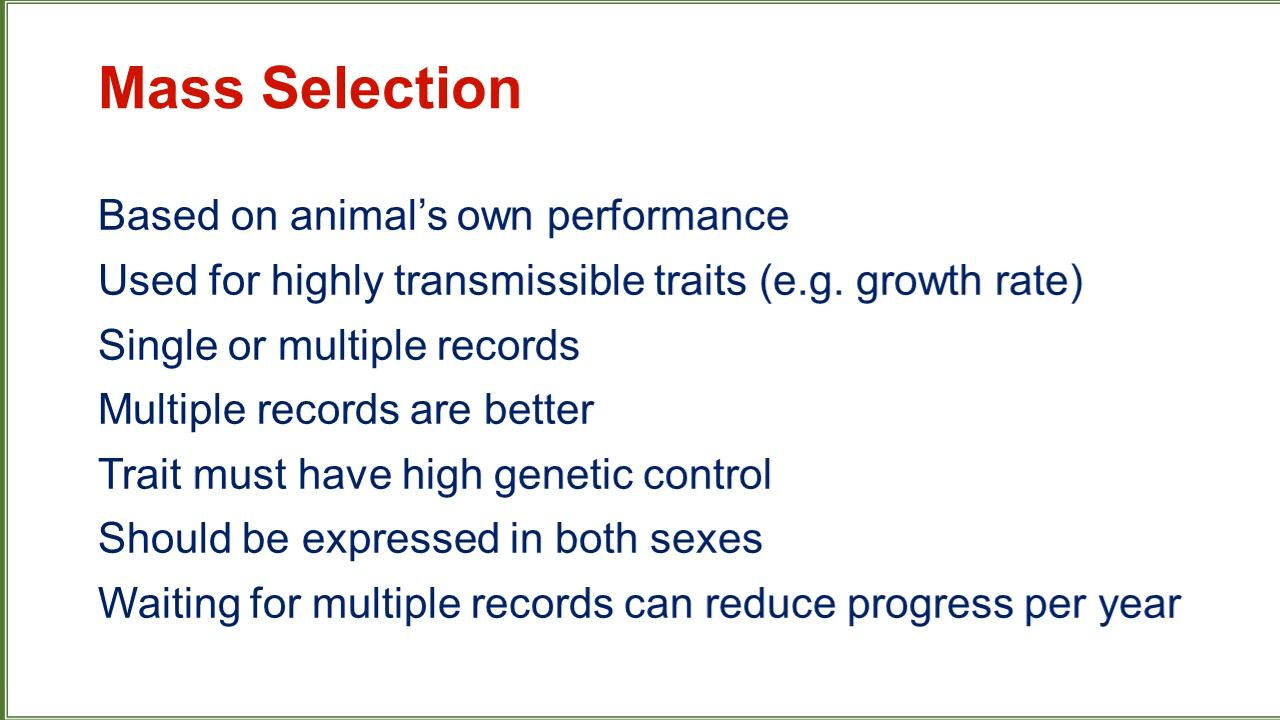 Mass Selection
Based on animal’s own performance
Used for highly transmissible traits (e.g. growth rate)
Single or multiple records
Multiple records are better
Trait must have high genetic control
Should be expressed in both sexes
Waiting for multiple records can reduce progress per year